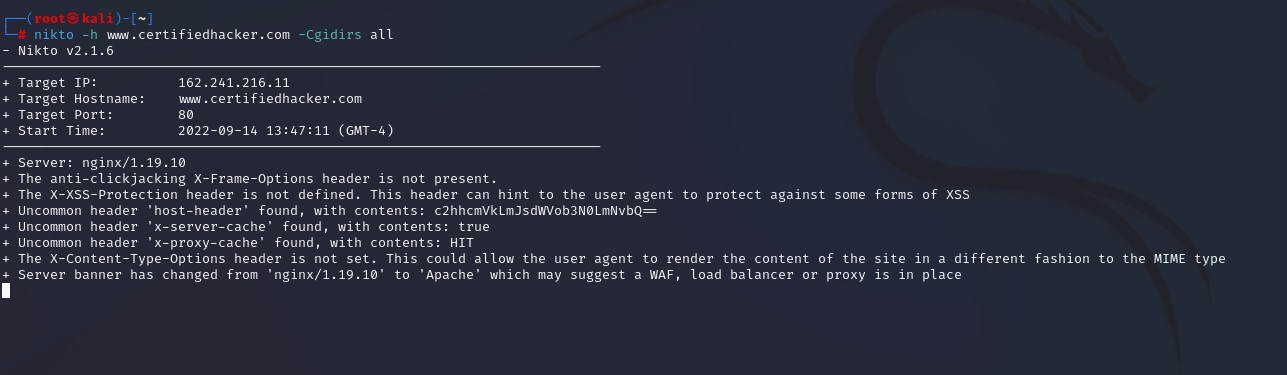 ┌──(root㉿kali)-[~]
└─# nikto -h www.certifiedhacker.com -Cgidirs all
- Nikto v2.1.6
+ Target IP:          162.241.216.11
+ Target Hostname:    www.certifiedhacker.com
+ Target Port:        80
+ Start Time:         2022-09-14 13:47:11 (GMT-4)
+ Server: nginx/1.19.10
+ The anti-clickjacking X-Frame-Options header is not present.
+ The X-XSS-Protection header is not defined. This header can hint to the user agent to protect against some forms of XSS
+ Uncommon header 'host-header' found, with contents: c2hhcmVkLmJsdWVob3N0LmNvbQ==
+ Uncommon header 'x-server-cache' found, with contents: true
+ Uncommon header 'x-proxy-cache' found, with contents: HIT
+ The X-Content-Type-Options header is not set. This could allow the user agent to render the content of the site in a different fashion to the MIME type
+ Server banner has changed from 'nginx/1.19.10' to 'Apache' which may suggest a WAF, load balancer or proxy is in place